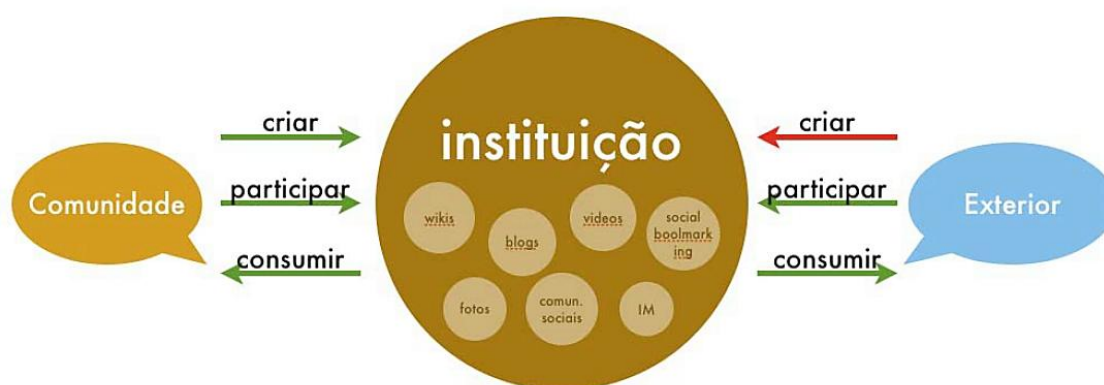 criar
participar
consumir
Comunidade
instituição
wikis
blogs
videos
social
boolmark
ing
fotos
comun.
sociais
IM
criar
participar
consumir
Exterior